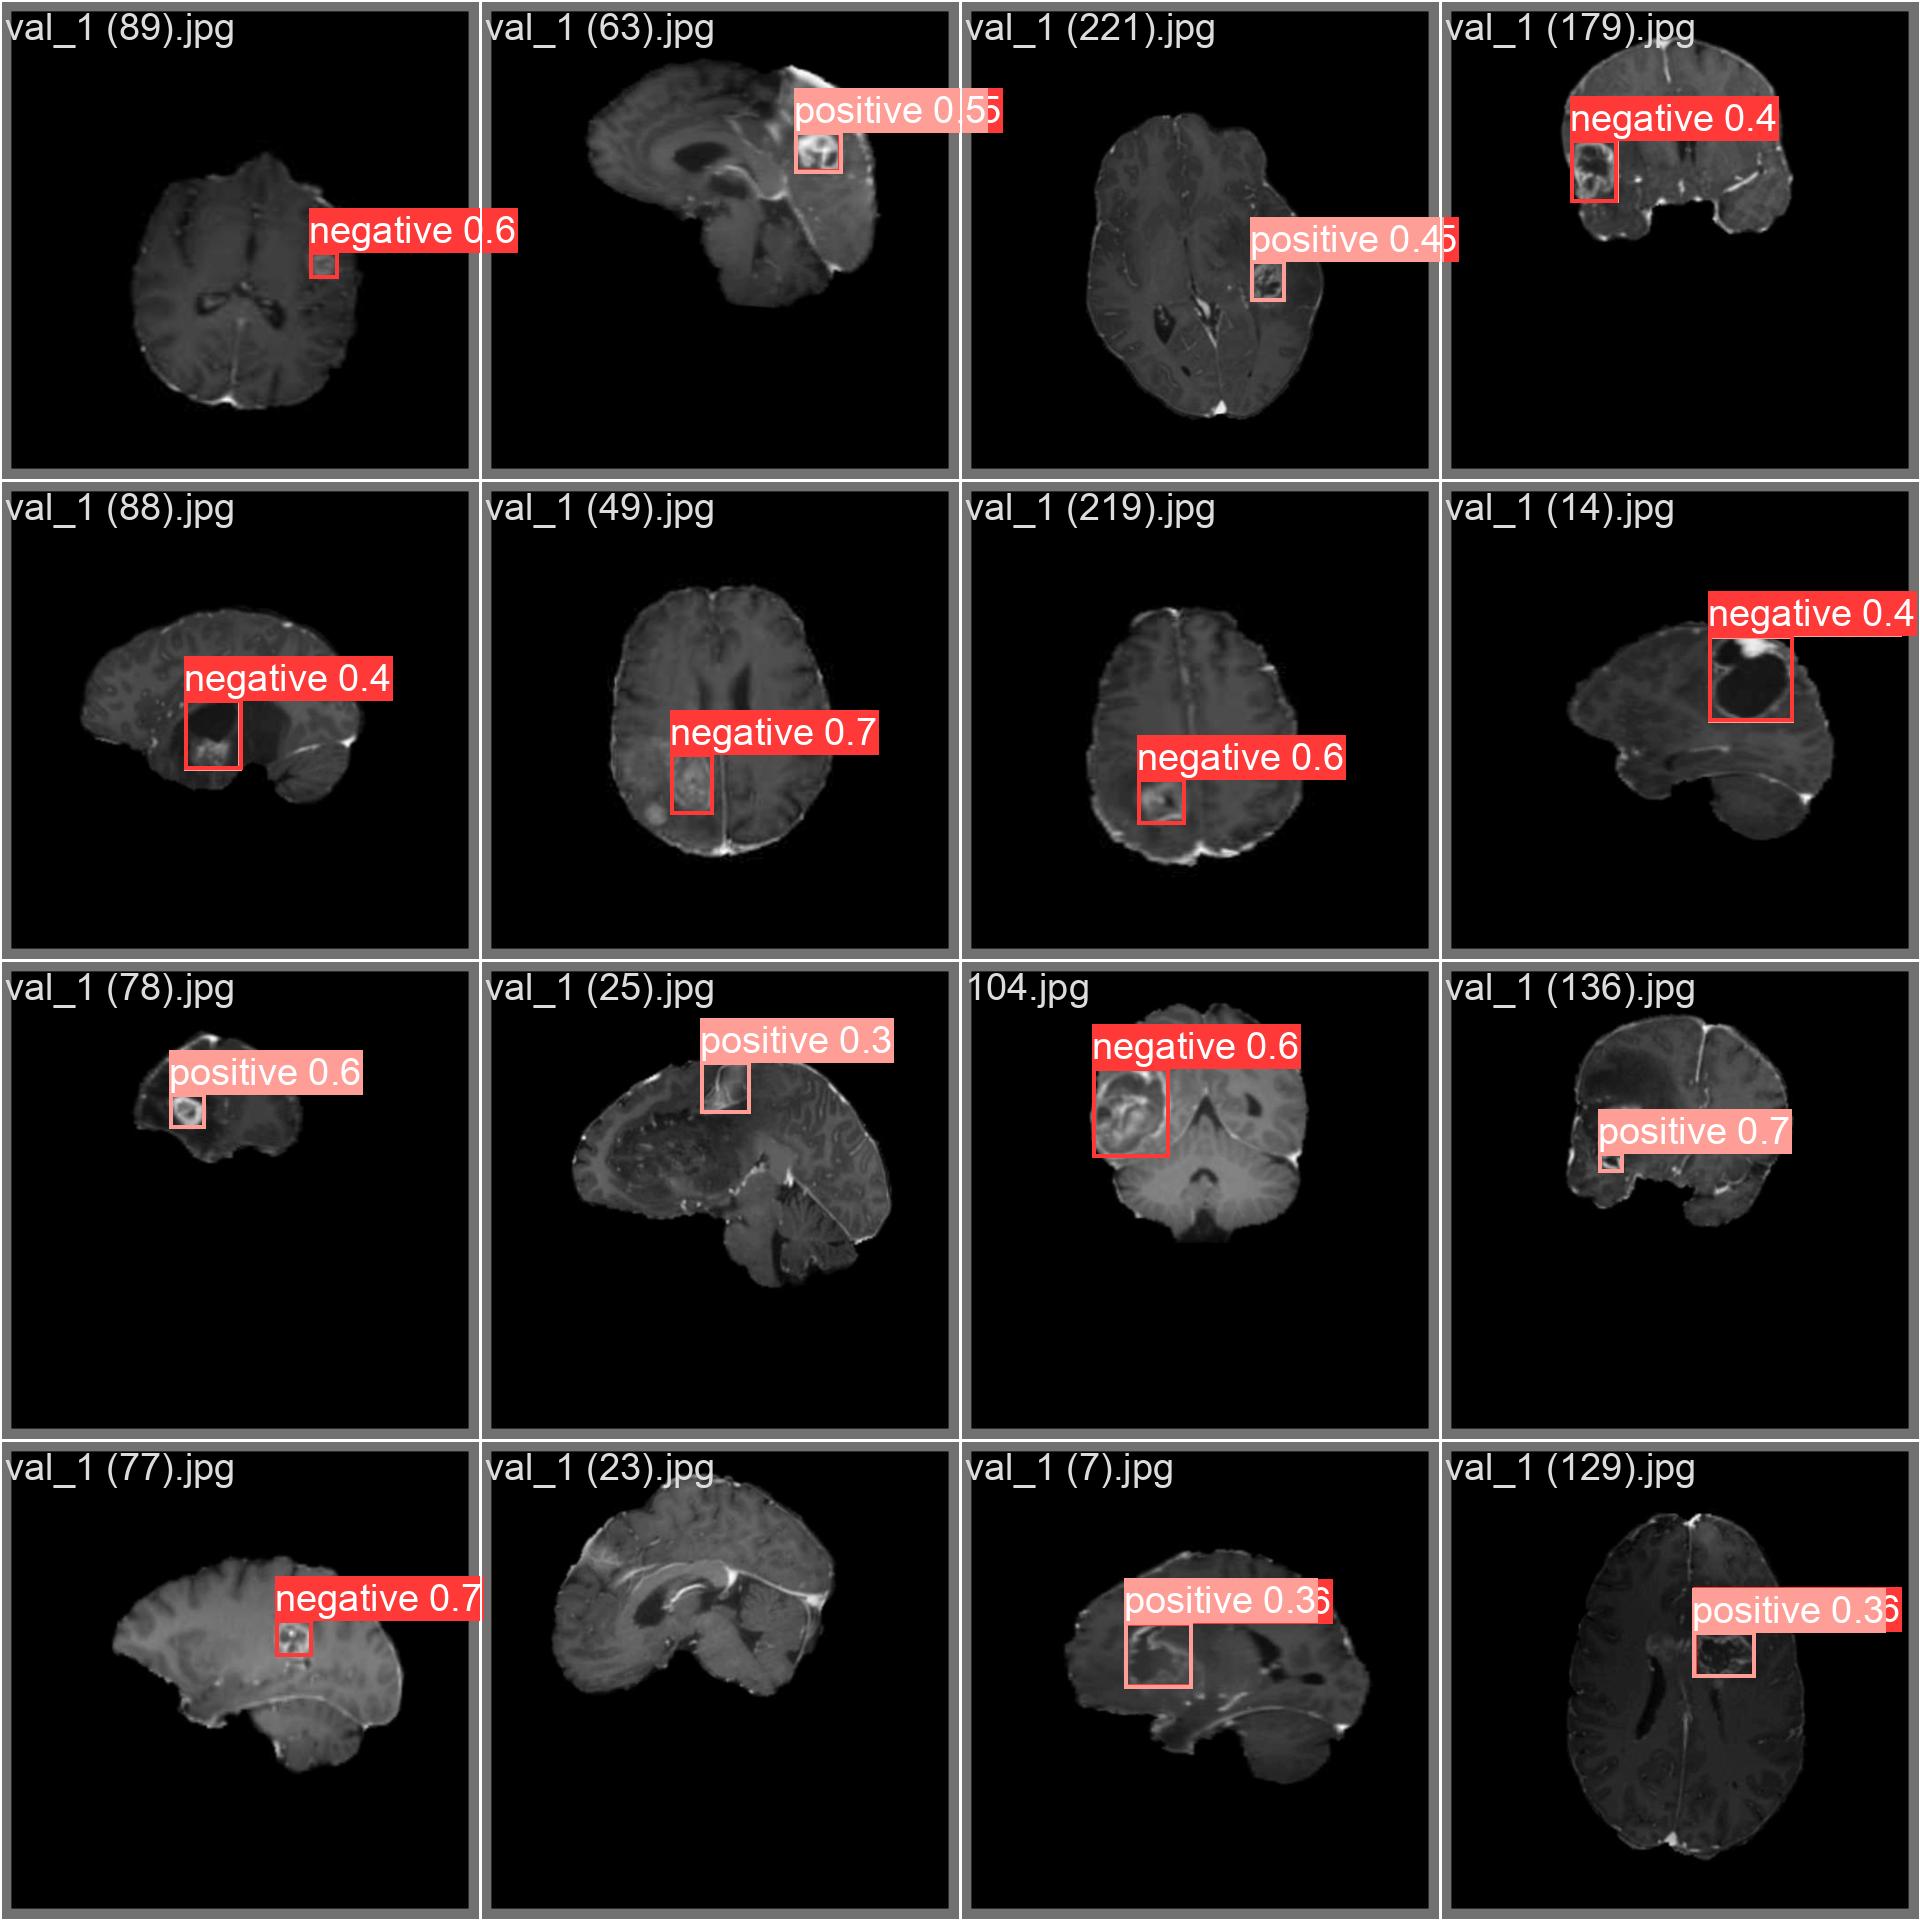 val_1 (89).jpg
negative 0.6
val_1 (63).jpg
positive 0.5
5
val_1 (221).jpg
positive 0.4
5
val_1 (179).jpg
negative 0.4
val_1 (88).jpg
negative 0.4
val_1 (49).jpg
negative 0.7
val_1 (219).jpg
negative 0.6
val_1 (14).jpg
negative 0.4
val_1 (78).jpg
positive 0.6
val_1 (25).jpg
positive 0.3
104.jpg
negative 0.6
val_1 (136).jpg
positive 0.7
val_1 (77).jpg
negative 0.7
val_1 (23).jpg
val_1 (7).jpg
positive 0.3
6
val_1 (129).jpg
positive 0.3
6